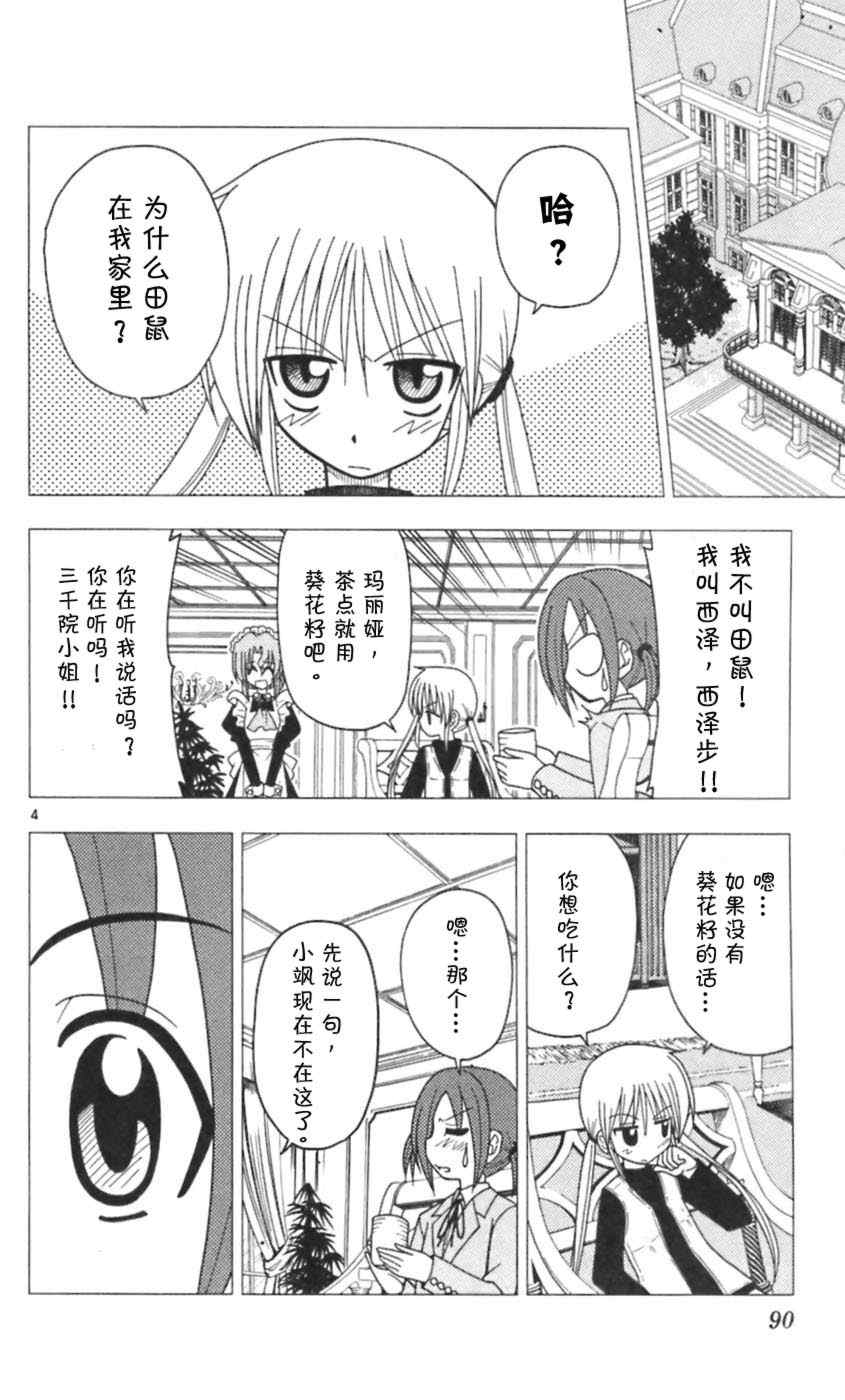 哈
？
为什么田鼠
在我家里？
我不叫田鼠！
我叫西泽，西泽步!!
玛丽娅，
茶点就用
葵花籽吧。
你在听我说话吗？
你在听吗！
三千院小姐!!
4
嗯…
如果没有
葵花籽的话…
你想吃什么？
嗯…那个…
先说一句，
小飒现在不在这了。
90